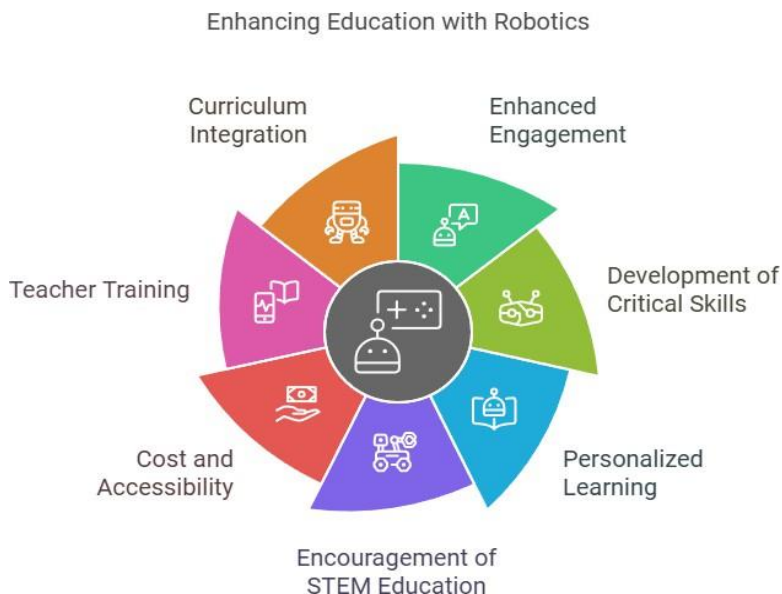 Enhancing Education with Robotics
Curriculum
Integration
Enhanced
Engagement
A
Teacher Training
Development of
Critical Skills
Cost and
Accessibility
Personalized
Learning
Encouragement of
STEM Education